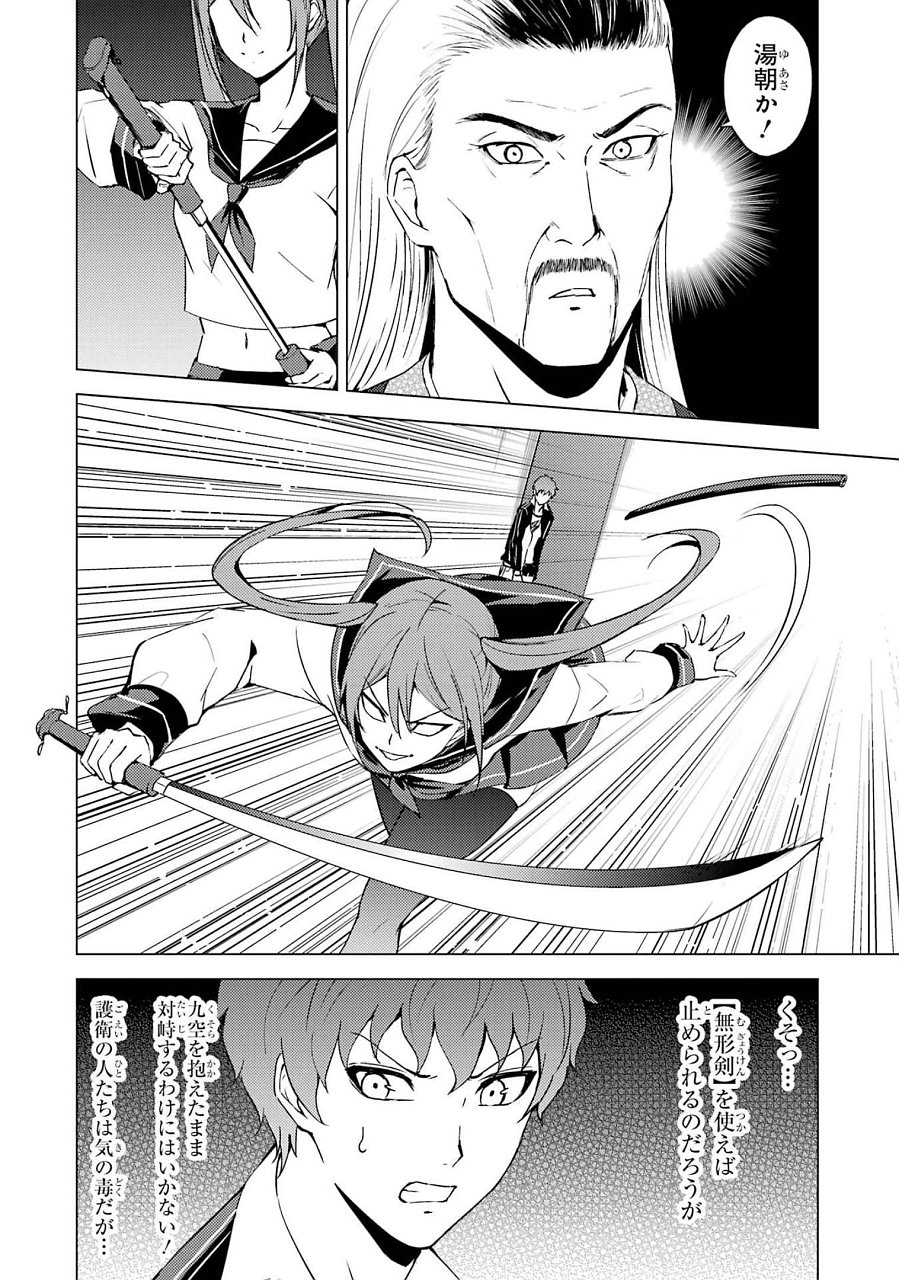 湯朝か！
くそっ…
【無形剣】を使えば
止められるのだろうが
九空を抱えたまま
対峙するわけにはいかない！
護衛の人たちは気の毒だが…